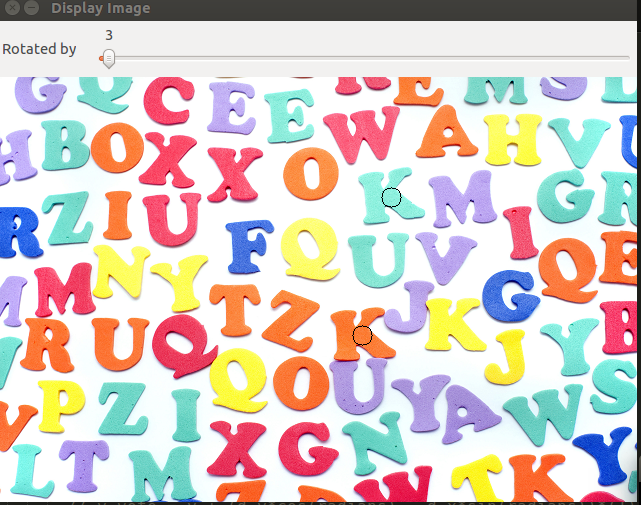 Display Image
Rotated by
3
G Q C E E E M S
H B O X X O W A H V
R Z I U F Q K M I G R
M M N Y T Z U V J G Q E
R U Q Q O K K J Y B
V P Z I X G U Y A W S
L T M N W T K Y